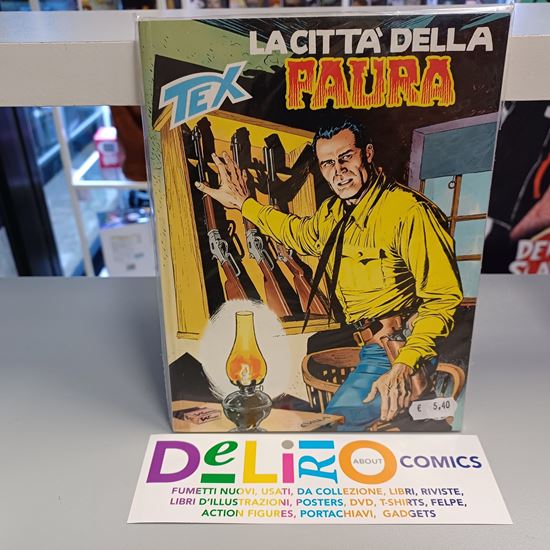 LA CITTÀ DELLA
PAURA
TEX
€ 5,40
DeLiRiO ABOUT COMICS
FUMETTI NUOVI, USATI, DA COLLEZIONE, LIBRI, RIVISTE,
LIBRI D'ILLUSTRAZIONI, POSTERS, DVD, T-SHIRTS, FELPE,
ACTION FIGURES, PORTACHIAVI, GADGETS